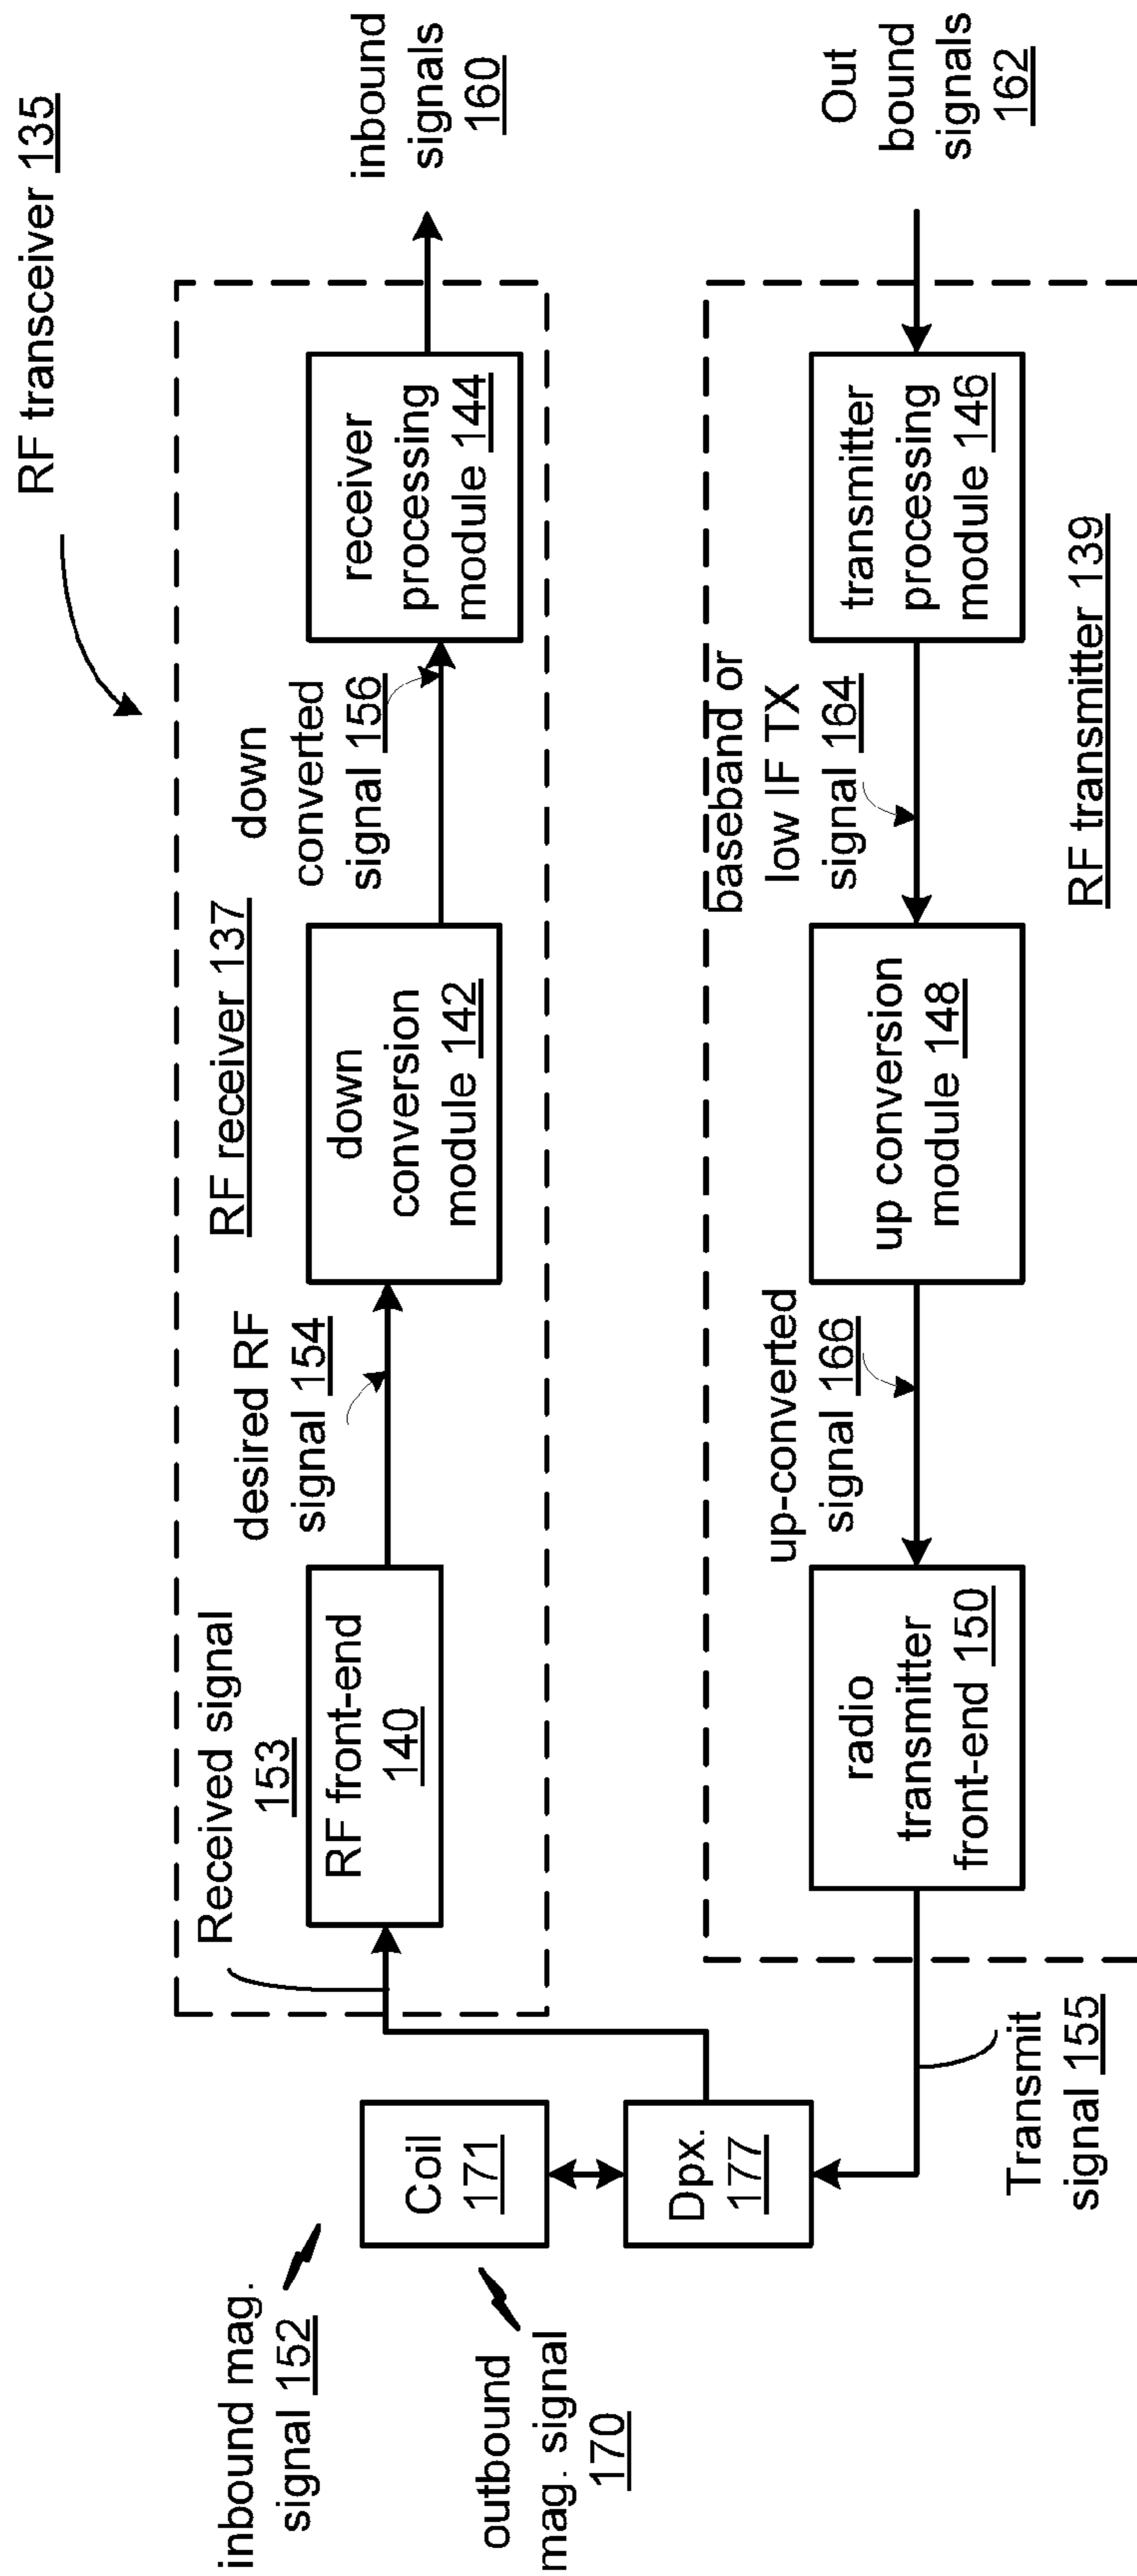 RF transceiver 135
inbound mag.
signal 152
outbound
mag. signal
170
Coil
171
Dpx.
177
Received signal
153
RF front-end
140
desired RF
signal 154
RF receiver 137
down
conversion
module 142
down
converted
signal 156
receiver
processing
module 144
inbound
signals
160
Transmit
signal 155
radio
transmitter
front-end 150
up-converted
signal 166
up conversion
module 148
baseband or
low IF TX
signal 164
transmitter
processing
module 146
Out
bound
signals
162
RF transmitter 139